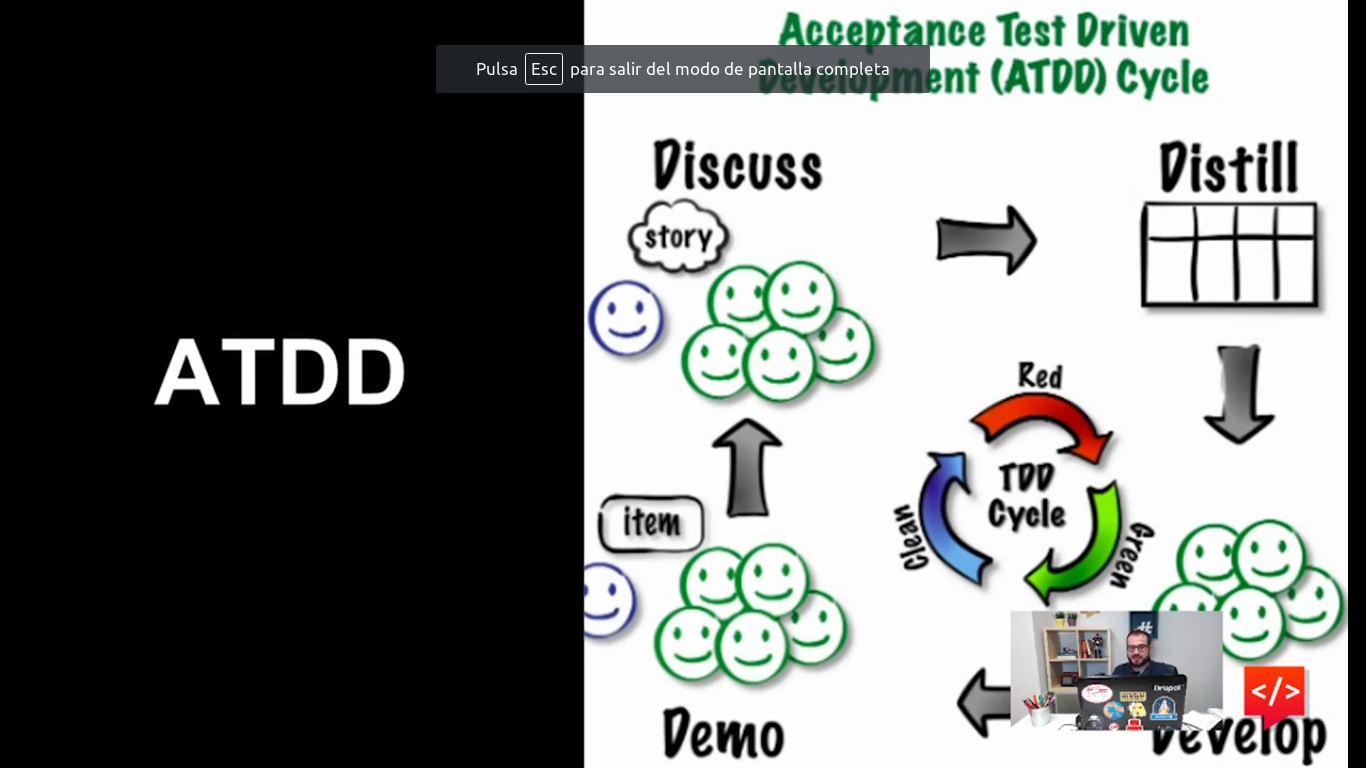 Acceptance Test Driven
Development (ATDD) Cycle
Pulsa Esc para salir del modo de pantalla completa
Discuss
Distill
story
ATDD
Red
TDD
Cycle
Clean
Green
item
Demo
Develop
Drupal
</>
#